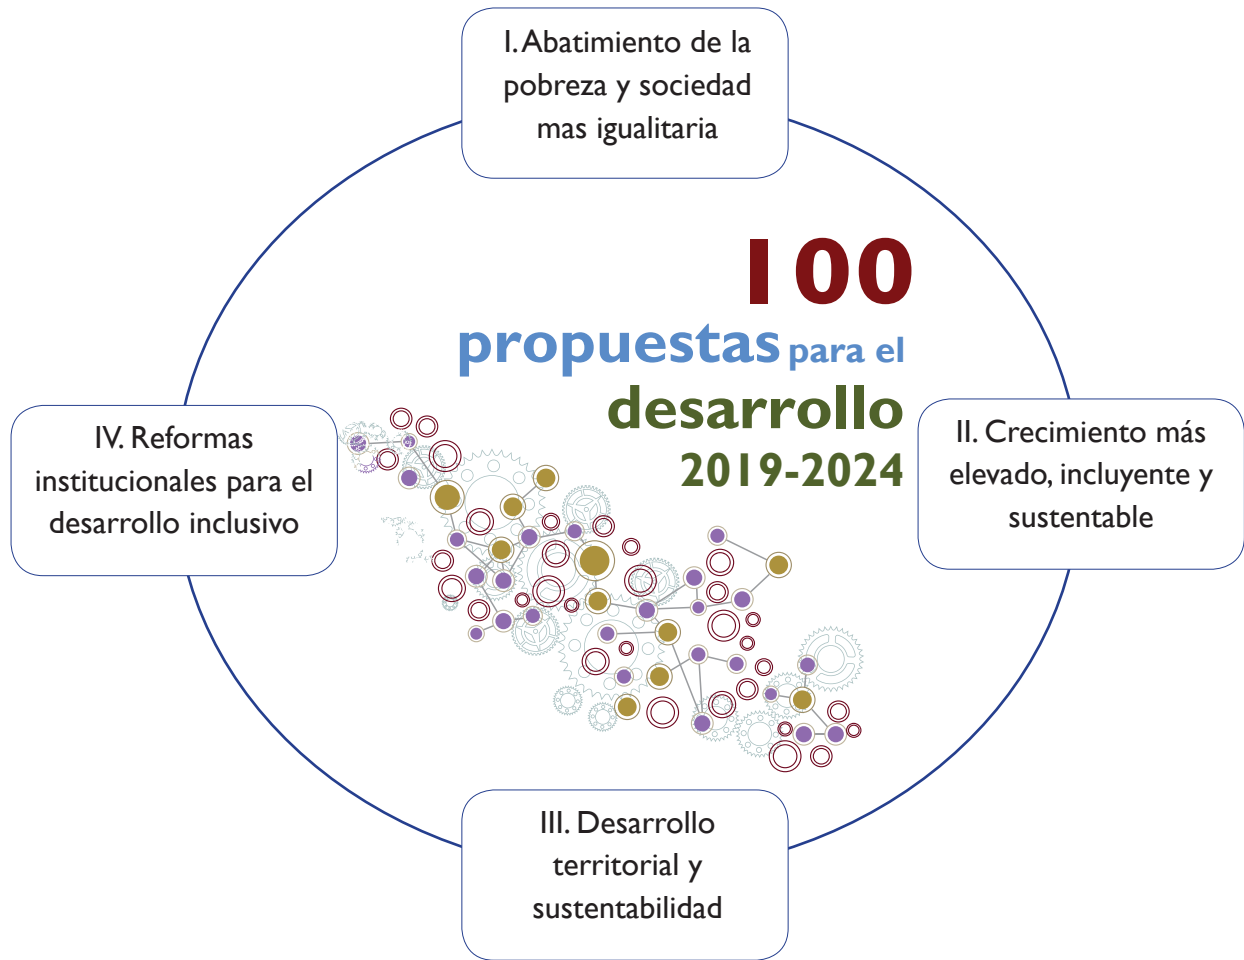 I. Abatimiento de la
pobreza y sociedad
mas igualitaria
100
propuestas para el
desarrollo
2019-2024
IV. Reformas
institucionales para el
desarrollo inclusivo
II. Crecimiento más
elevado, incluyente y
sustentable
III. Desarrollo
territorial y
sustentabilidad